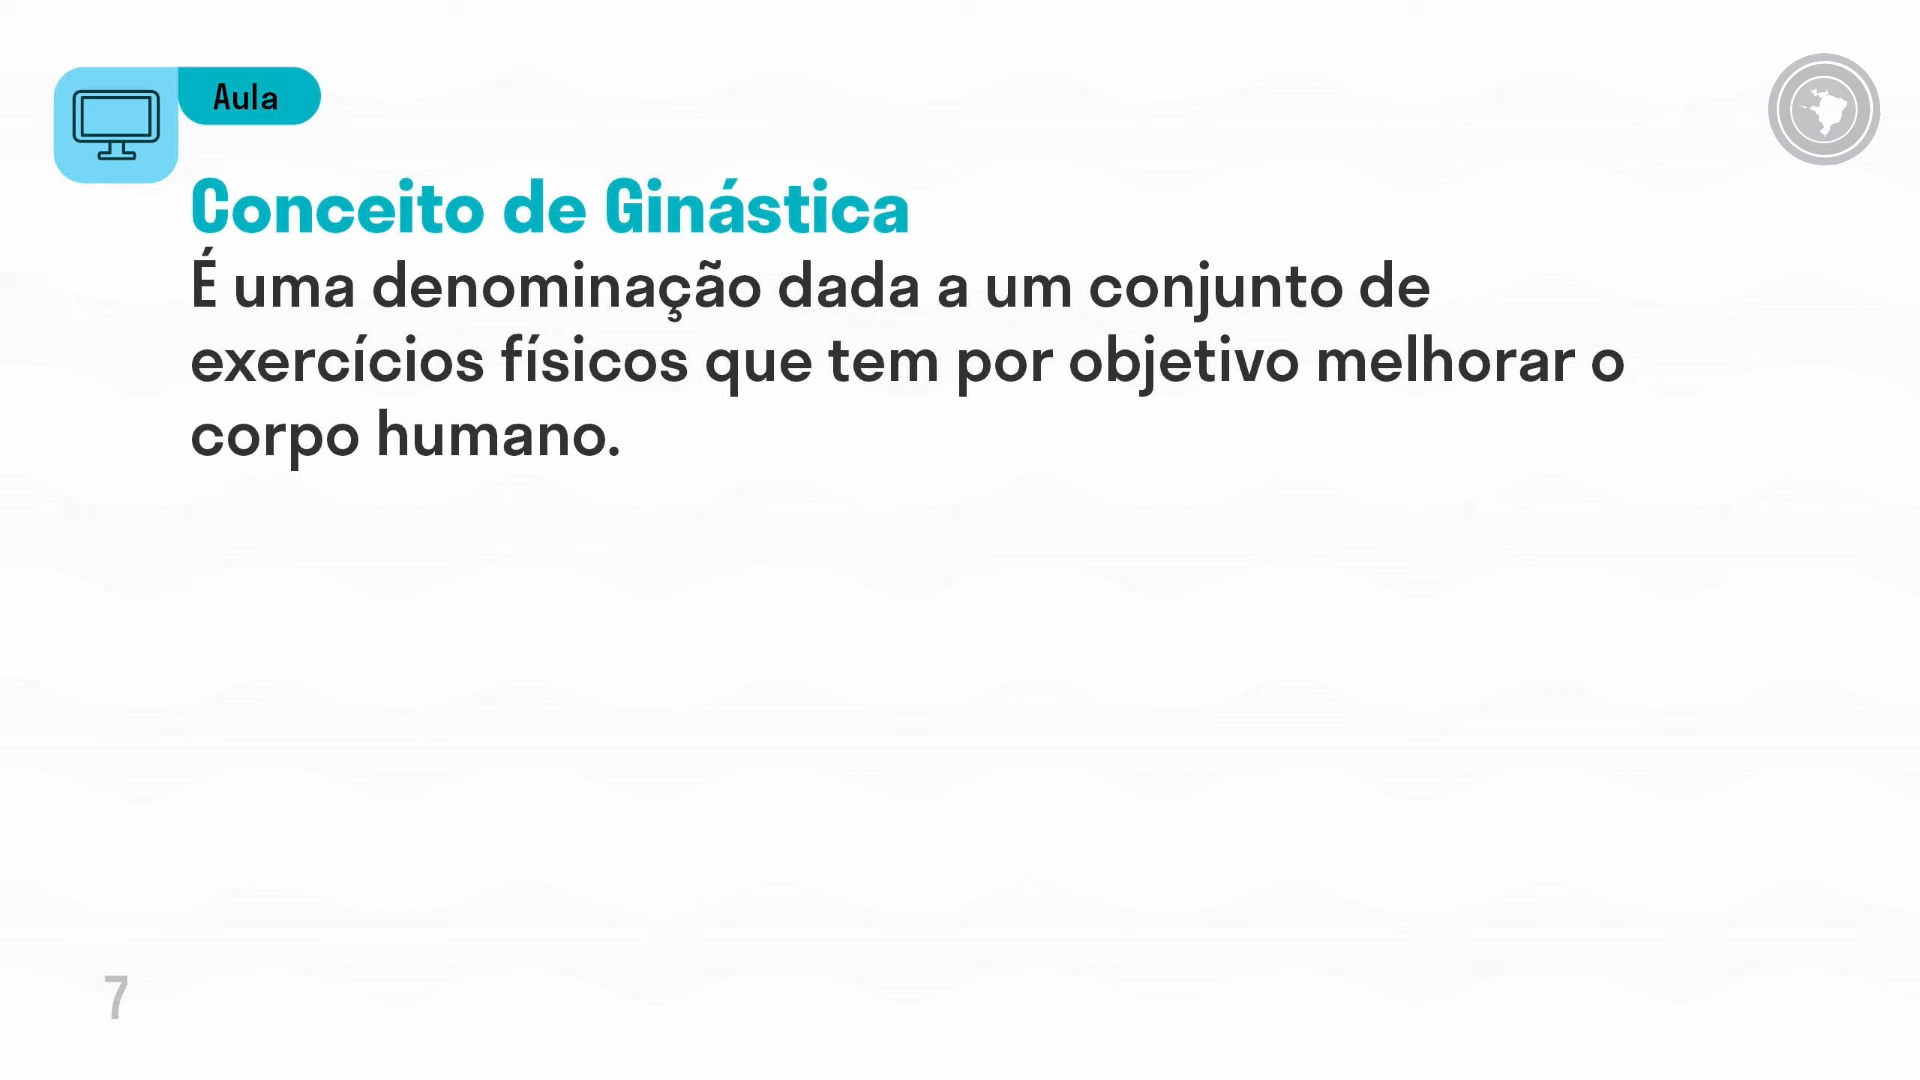 Aula
Conceito de Ginástica
É uma denominação dada a um conjunto de
exercícios físicos que tem por objetivo melhorar o
corpo humano.
7